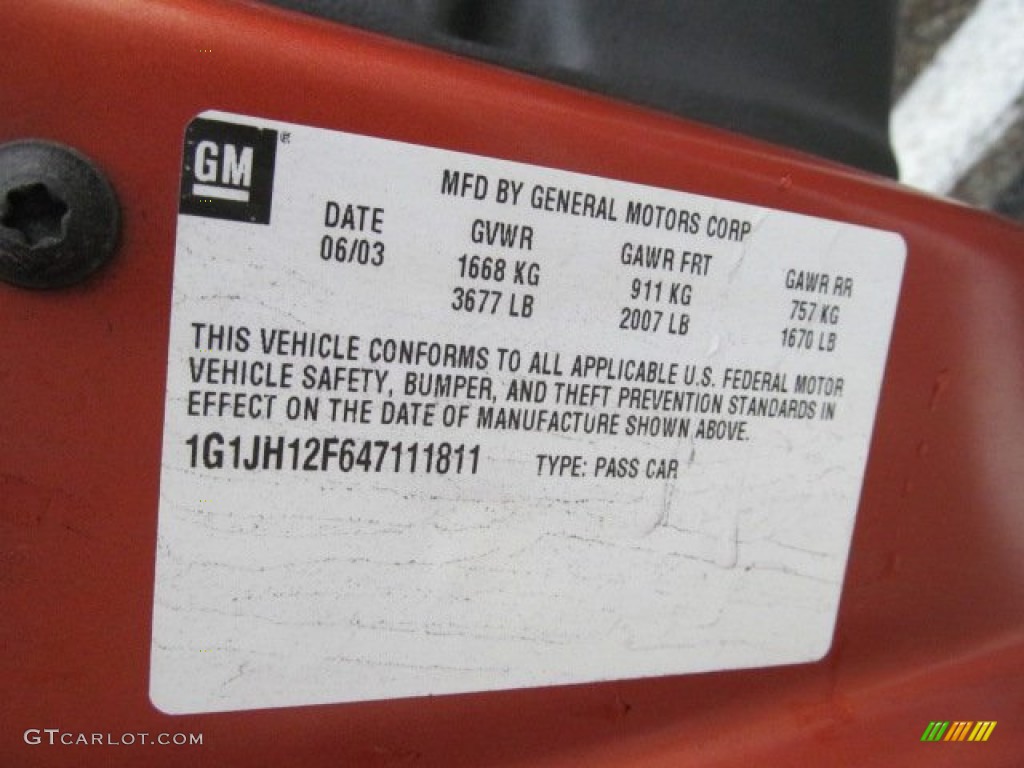 GM ®
MFD BY GENERAL MOTORS CORP
DATE GVWR GAWR FRT GAWR RR
06/03 1668 KG 911 KG 757 KG
3677 LB 2007 LB 1670 LB
THIS VEHICLE CONFORMS TO ALL APPLICABLE U.S. FEDERAL MOTOR
VEHICLE SAFETY, BUMPER, AND THEFT PREVENTION STANDARDS IN
EFFECT ON THE DATE OF MANUFACTURE SHOWN ABOVE.
1G1JH12F647111811 TYPE: PASS CAR
GTCARLOT.COM